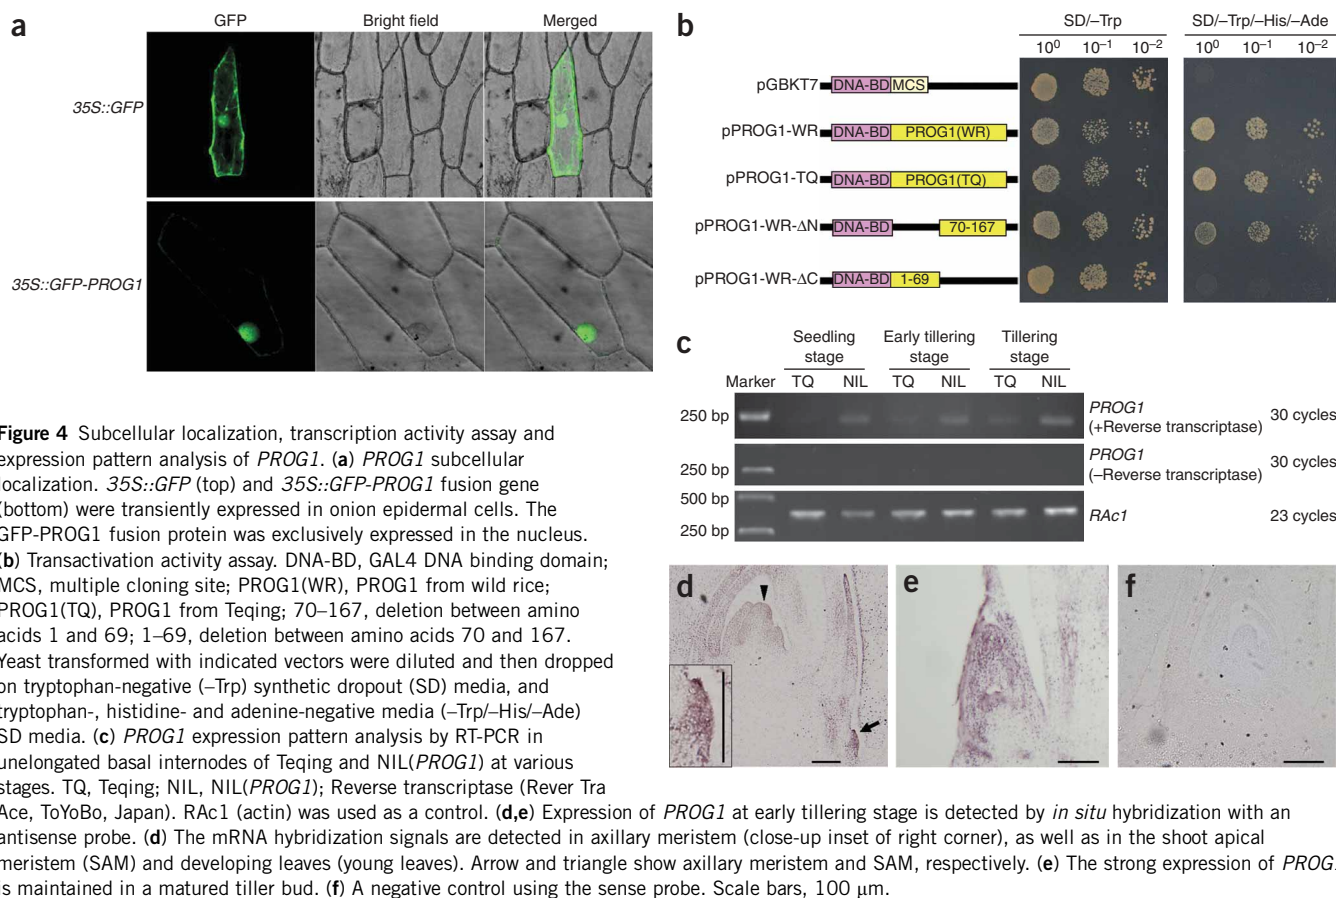 a
GFP
Bright field
Merged
35S::GFP
35S::GFP-PROG1
b
SD/–Trp
SD/–Trp/–His/–Ade
10⁰ 10⁻¹ 10⁻² 10⁰ 10⁻¹ 10⁻²
pGBKT7 DNA-BD MCS
pPROG1-WR DNA-BD PROG1(WR)
pPROG1-TQ DNA-BD PROG1(TQ)
pPROG1-WR-ΔN DNA-BD 70-167
pPROG1-WR-ΔC DNA-BD 1-69
c
Seedling stage
Early tillering stage
Tillering stage
Marker TQ NIL TQ NIL TQ NIL
250 bp
PROG1
(+Reverse transcriptase)
30 cycles
250 bp
PROG1
(–Reverse transcriptase)
30 cycles
500 bp
250 bp
RAc1
23 cycles
d
e
f
Figure 4 Subcellular localization, transcription activity assay and
expression pattern analysis of PROG1. (a) PROG1 subcellular
localization. 35S::GFP (top) and 35S::GFP-PROG1 fusion gene
(bottom) were transiently expressed in onion epidermal cells. The
GFP-PROG1 fusion protein was exclusively expressed in the nucleus.
(b) Transactivation activity assay. DNA-BD, GAL4 DNA binding domain;
MCS, multiple cloning site; PROG1(WR), PROG1 from wild rice;
PROG1(TQ), PROG1 from Teqing; 70–167, deletion between amino
acids 1 and 69; 1–69, deletion between amino acids 70 and 167.
Yeast transformed with indicated vectors were diluted and then dropped
on tryptophan-negative (–Trp) synthetic dropout (SD) media, and
tryptophan-, histidine- and adenine-negative media (–Trp/–His/–Ade)
SD media. (c) PROG1 expression pattern analysis by RT-PCR in
unelongated basal internodes of Teqing and NIL(PROG1) at various
stages. TQ, Teqing; NIL, NIL(PROG1); Reverse transcriptase (Rever Tra
Ace, ToYoBo, Japan). RAc1 (actin) was used as a control. (d,e) Expression of PROG1 at early tillering stage is detected by in situ hybridization with an
antisense probe. (d) The mRNA hybridization signals are detected in axillary meristem (close-up inset of right corner), as well as in the shoot apical
meristem (SAM) and developing leaves (young leaves). Arrow and triangle show axillary meristem and SAM, respectively. (e) The strong expression of PROG1
is maintained in a matured tiller bud. (f) A negative control using the sense probe. Scale bars, 100 μm.